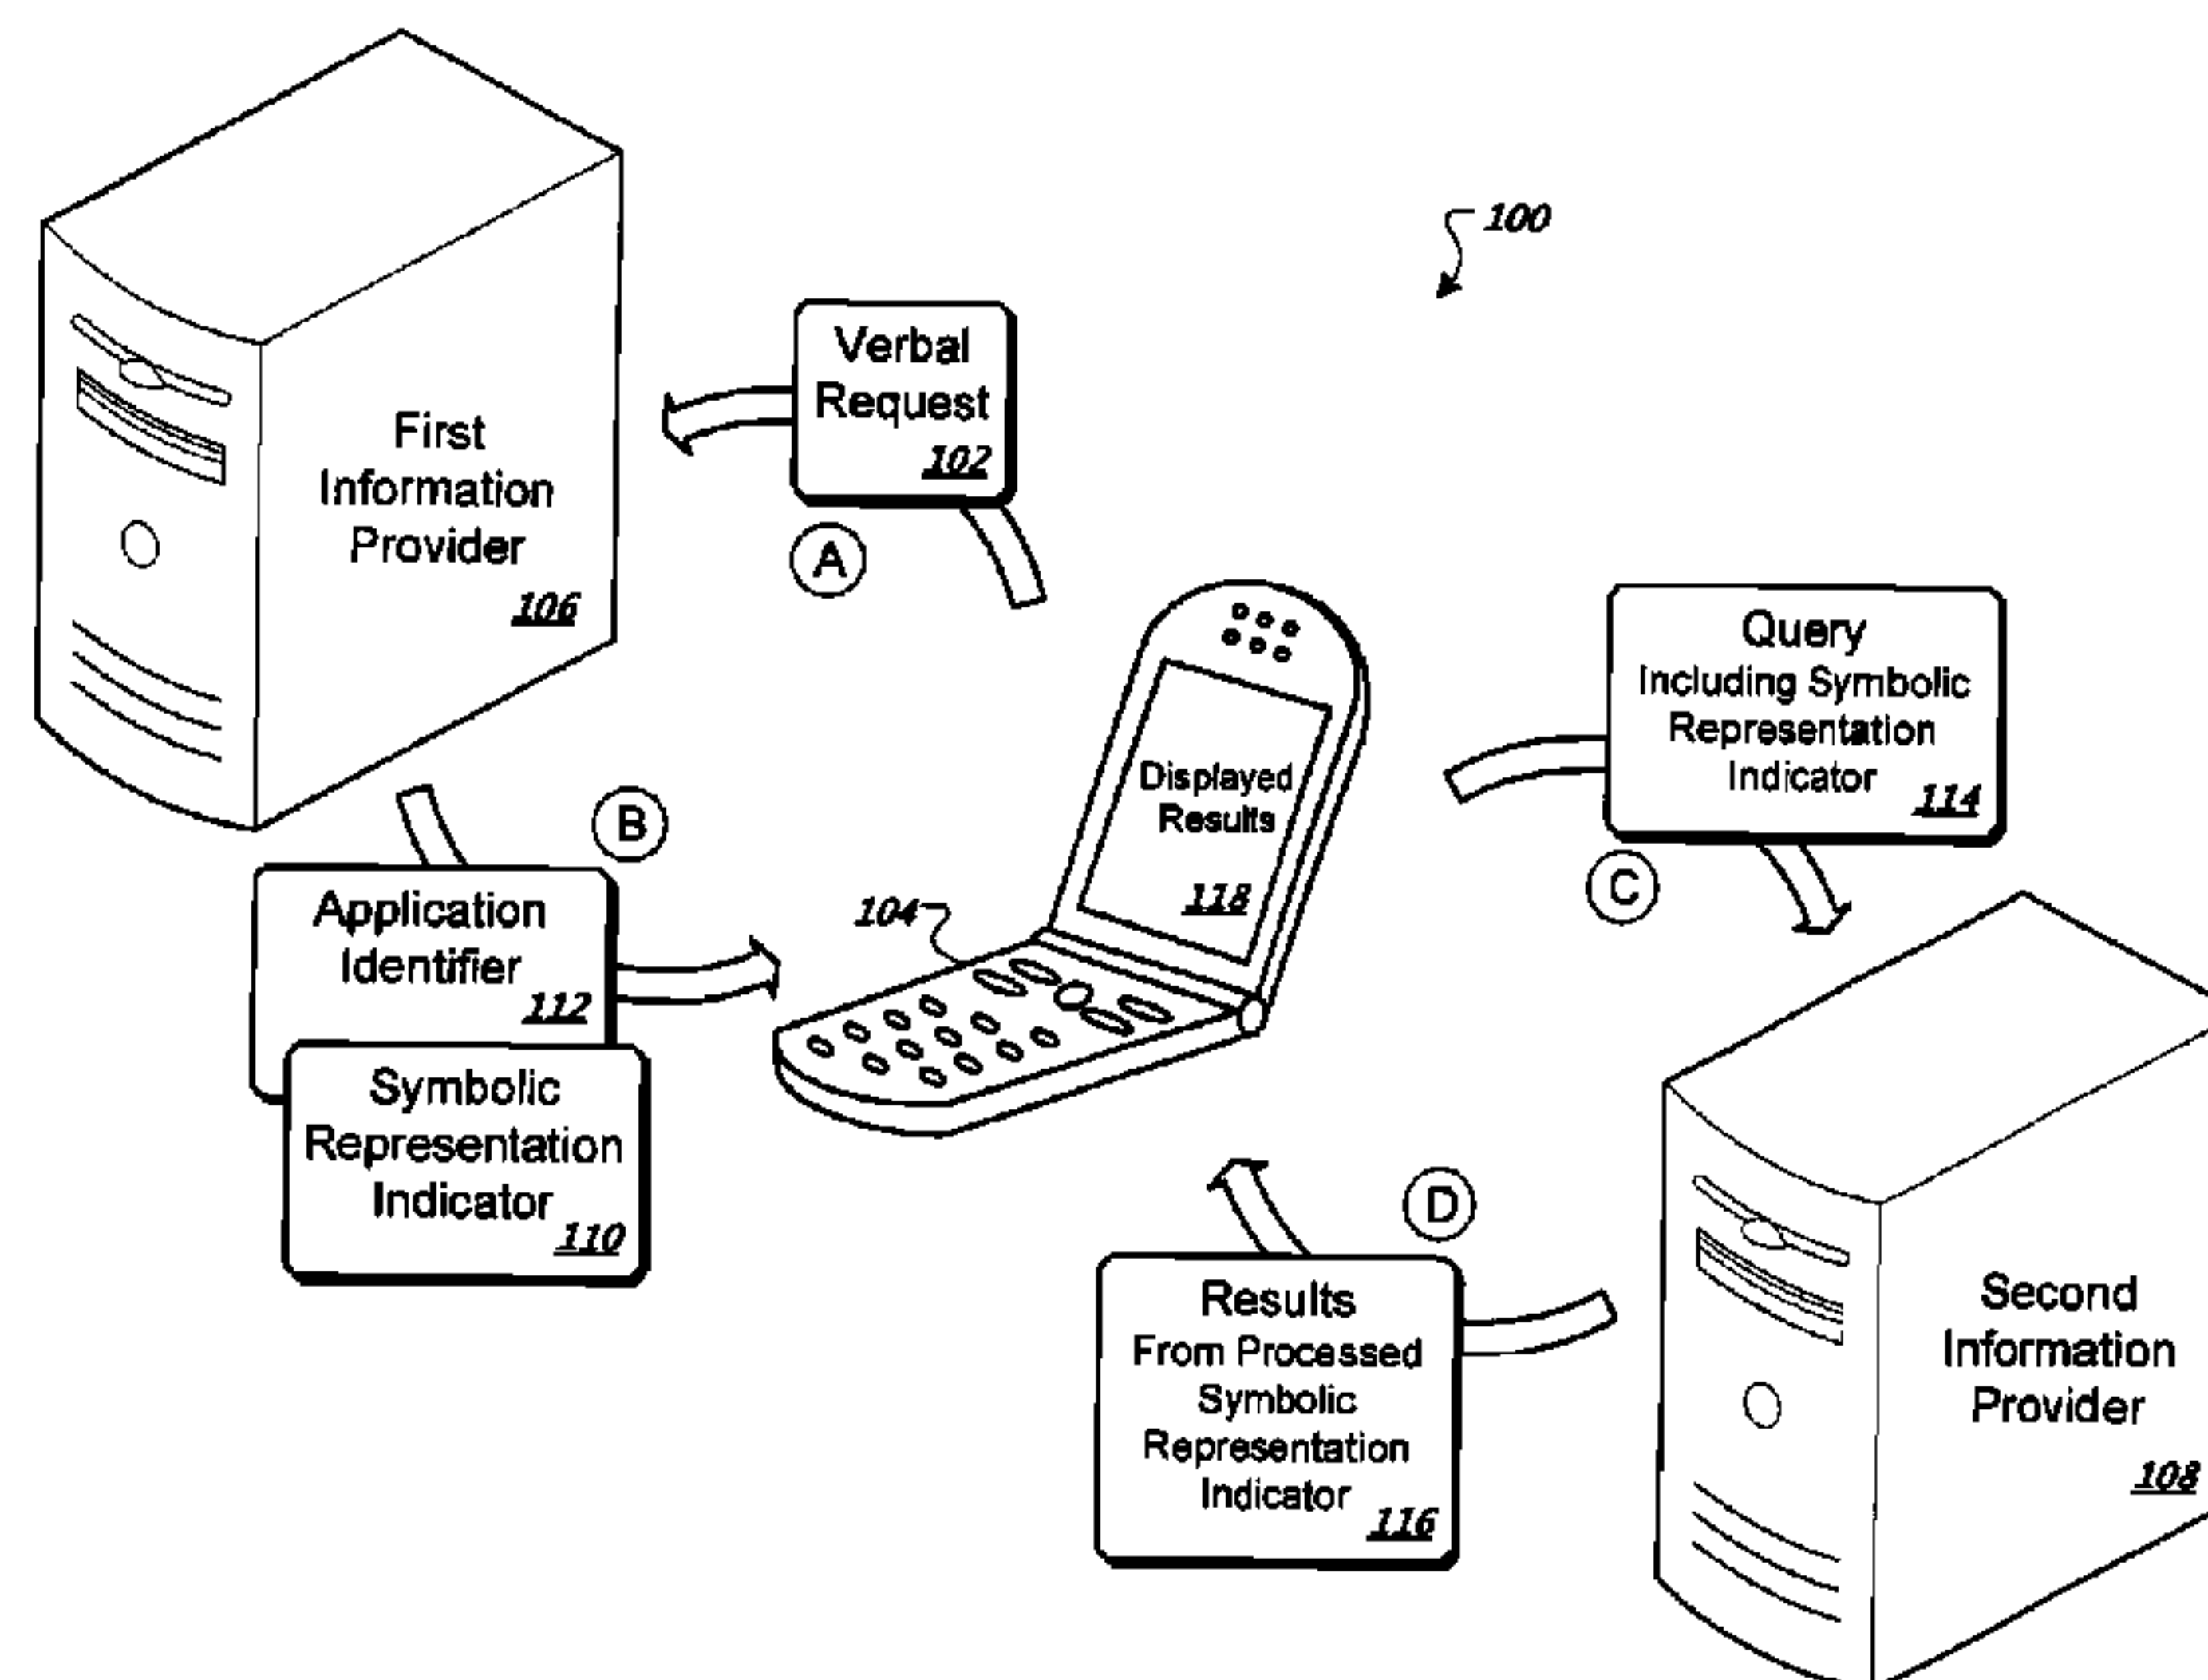 100
Verbal
Request
102
A
First
Information
Provider
106
B
Application
Identifier
112
Symbolic
Representation
Indicator
110
104
Displayed
Results
118
Query
Including Symbolic
Representation
Indicator
114
C
D
Results
From Processed
Symbolic
Representation
Indicator
116
Second
Information
Provider
108